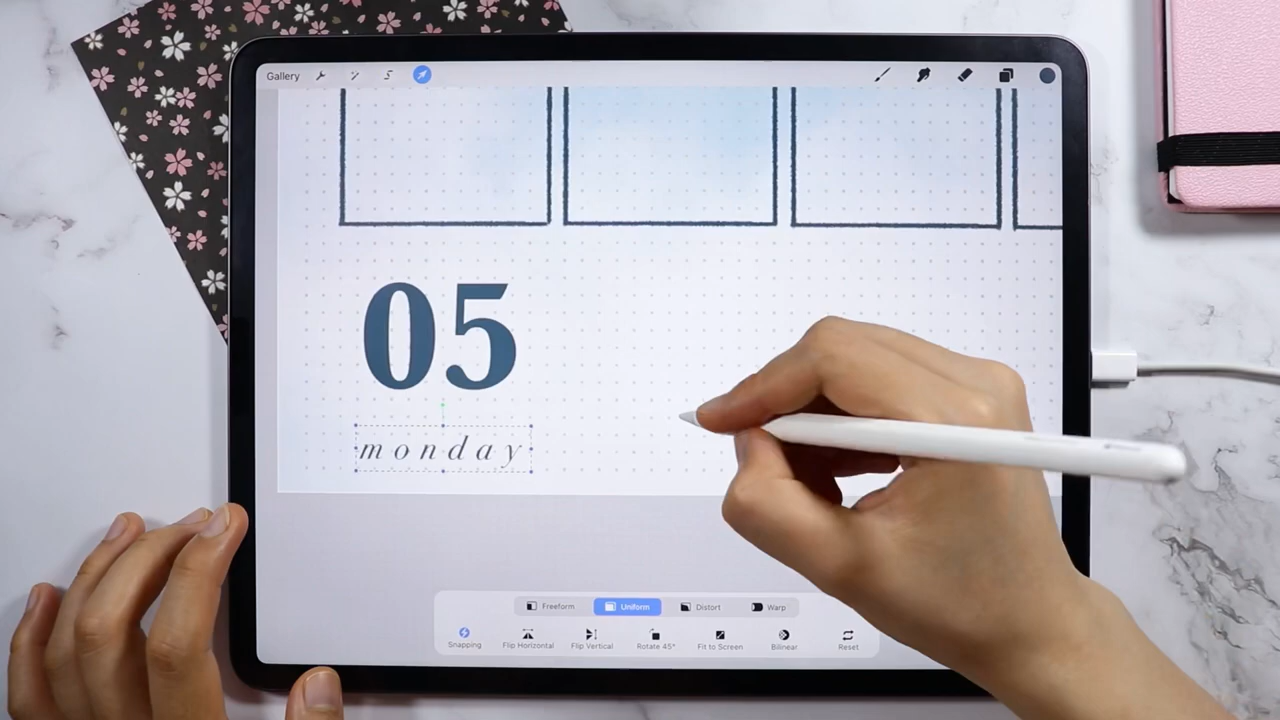 Gallery
05
monday
Freeform Uniform Distort Warp
Snapping Flip Horizontal Flip Vertical Rotate 45° Fit to Screen Bilinear Reset